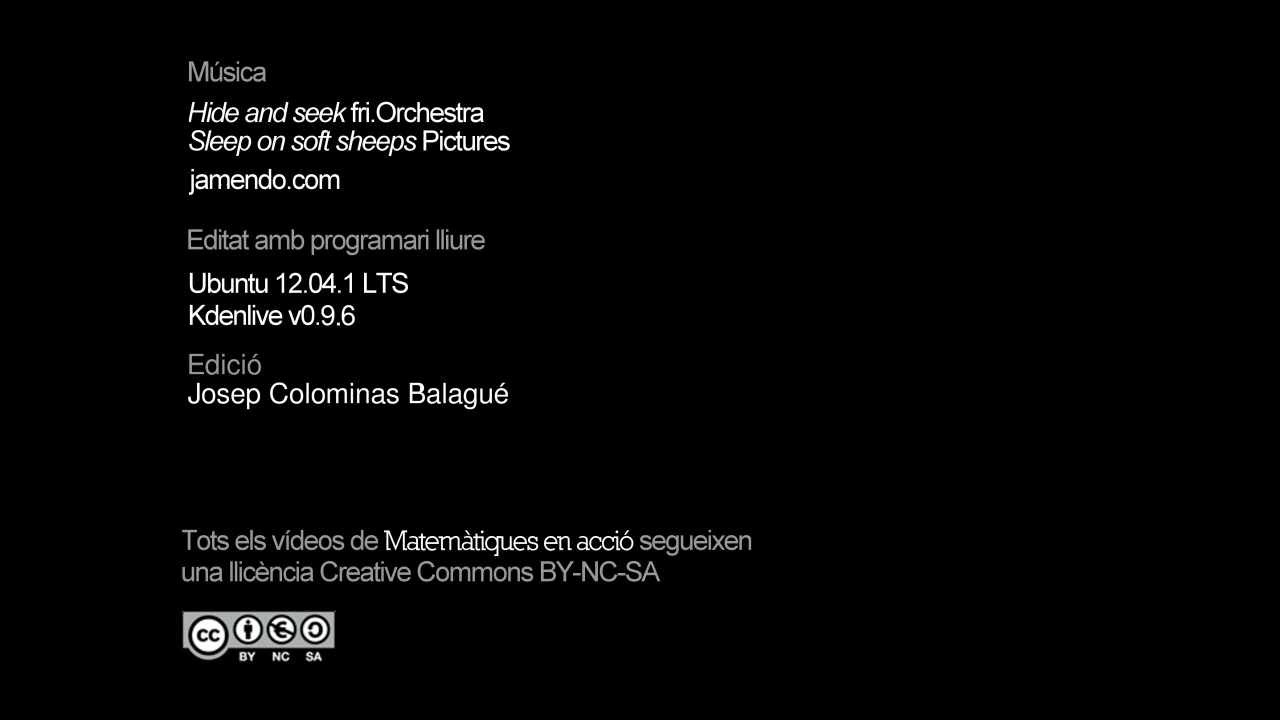 Música
Hide and seek fri.Orchestra
Sleep on soft sheeps Pictures
jamendo.com
Editat amb programari lliure
Ubuntu 12.04.1 LTS
Kdenlive v0.9.6
Edició
Josep Colominas Balagué
Tots els vídeos de Matemàtiques en acció segueixen
una llicència Creative Commons BY-NC-SA
cc
BY NC SA